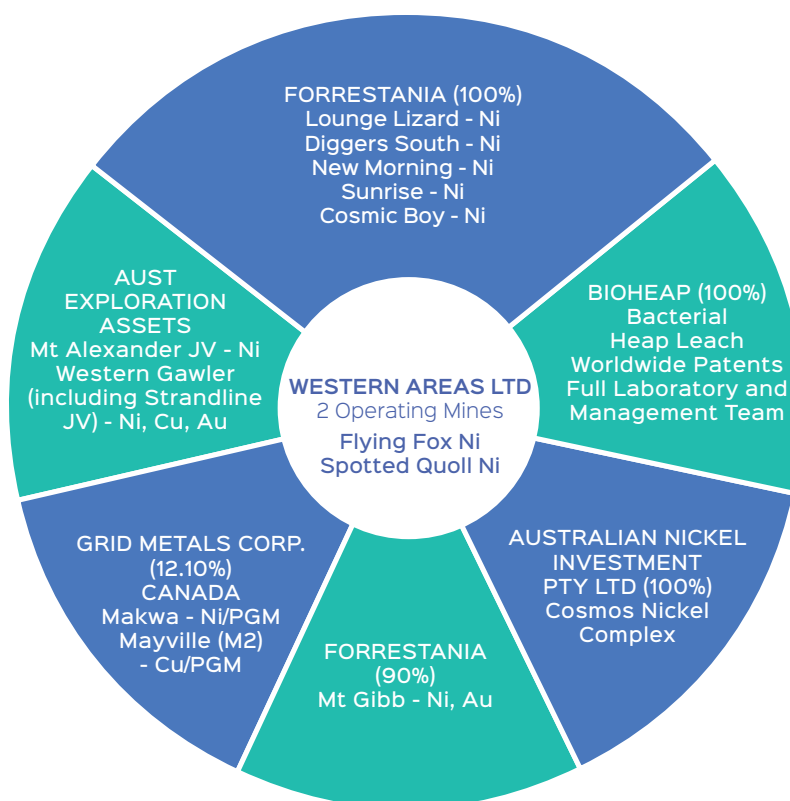 FORRESTANIA (100%)
Lounge Lizard - Ni
Diggers South - Ni
New Morning - Ni
Sunrise - Ni
Cosmic Boy - Ni
BIOHEAP (100%)
Bacterial
Heap Leach
Worldwide Patents
Full Laboratory and
Management Team
AUSTRALIAN NICKEL
INVESTMENT
PTY LTD (100%)
Cosmos Nickel
Complex
FORRESTANIA
(90%)
Mt Gibb - Ni, Au
GRID METALS CORP.
(12.10%)
CANADA
Makwa - Ni/PGM
Mayville (M2)
- Cu/PGM
AUST
EXPLORATION
ASSETS
Mt Alexander JV - Ni
Western Gawler
(including Strandline
JV) - Ni, Cu, Au
WESTERN AREAS LTD
2 Operating Mines
Flying Fox Ni
Spotted Quoll Ni